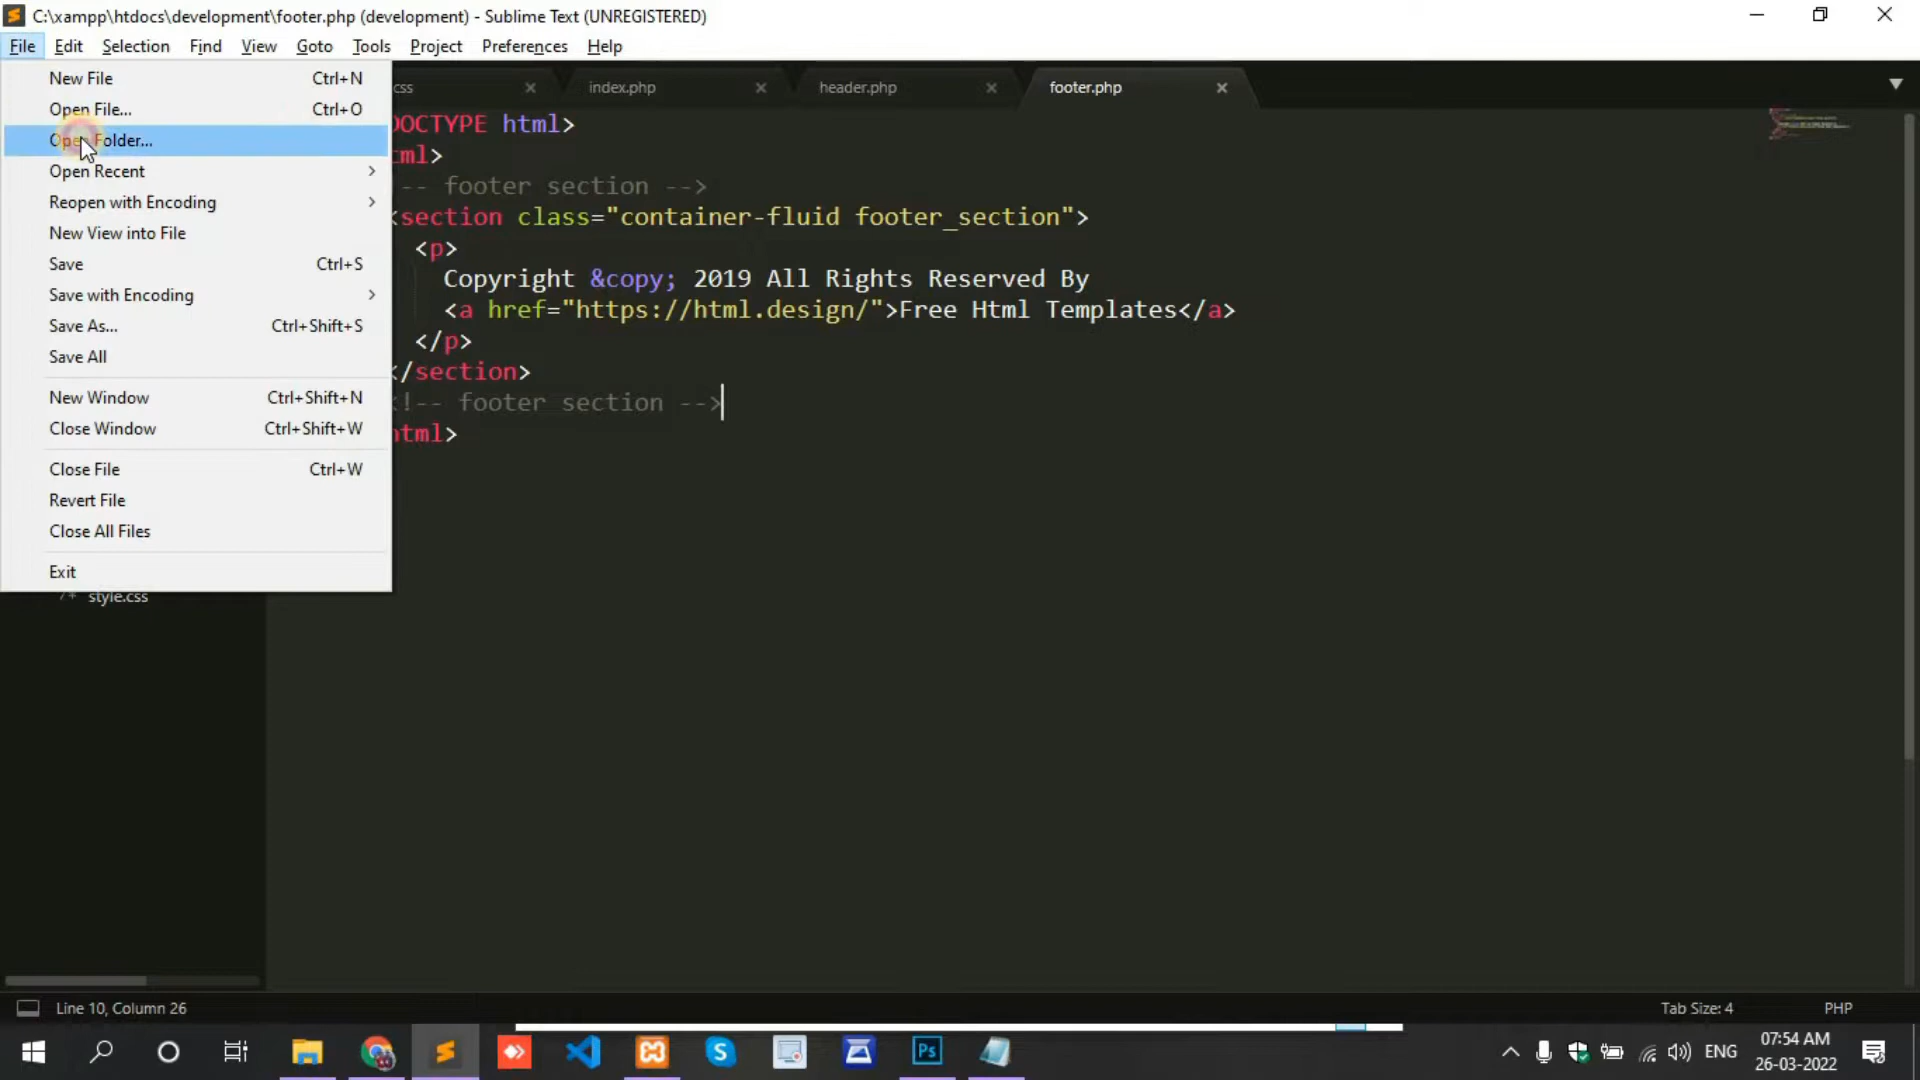 C:\xampp\htdocs\development\footer.php (development) - Sublime Text (UNREGISTERED)
File Edit Selection Find View Goto Tools Project Preferences Help
New File Ctrl+N
Open File... Ctrl+O
Open Folder...
Open Recent
Reopen with Encoding
New View into File
Save Ctrl+S
Save with Encoding
Save As... Ctrl+Shift+S
Save All
New Window Ctrl+Shift+N
Close Window Ctrl+Shift+W
Close File Ctrl+W
Revert File
Close All Files
Exit
/* style.css
css index.php header.php footer.php
DOCTYPE html>
tml>
-- footer section -->
<section class="container-fluid footer_section">
<p>
Copyright &copy; 2019 All Rights Reserved By
<a href="https://html.design/">Free Html Templates</a>
</p>
</section>
!-- footer section -->
html>
Line 10, Column 26 Tab Size: 4 PHP
Ps
ENG
07:54 AM
26-03-2022